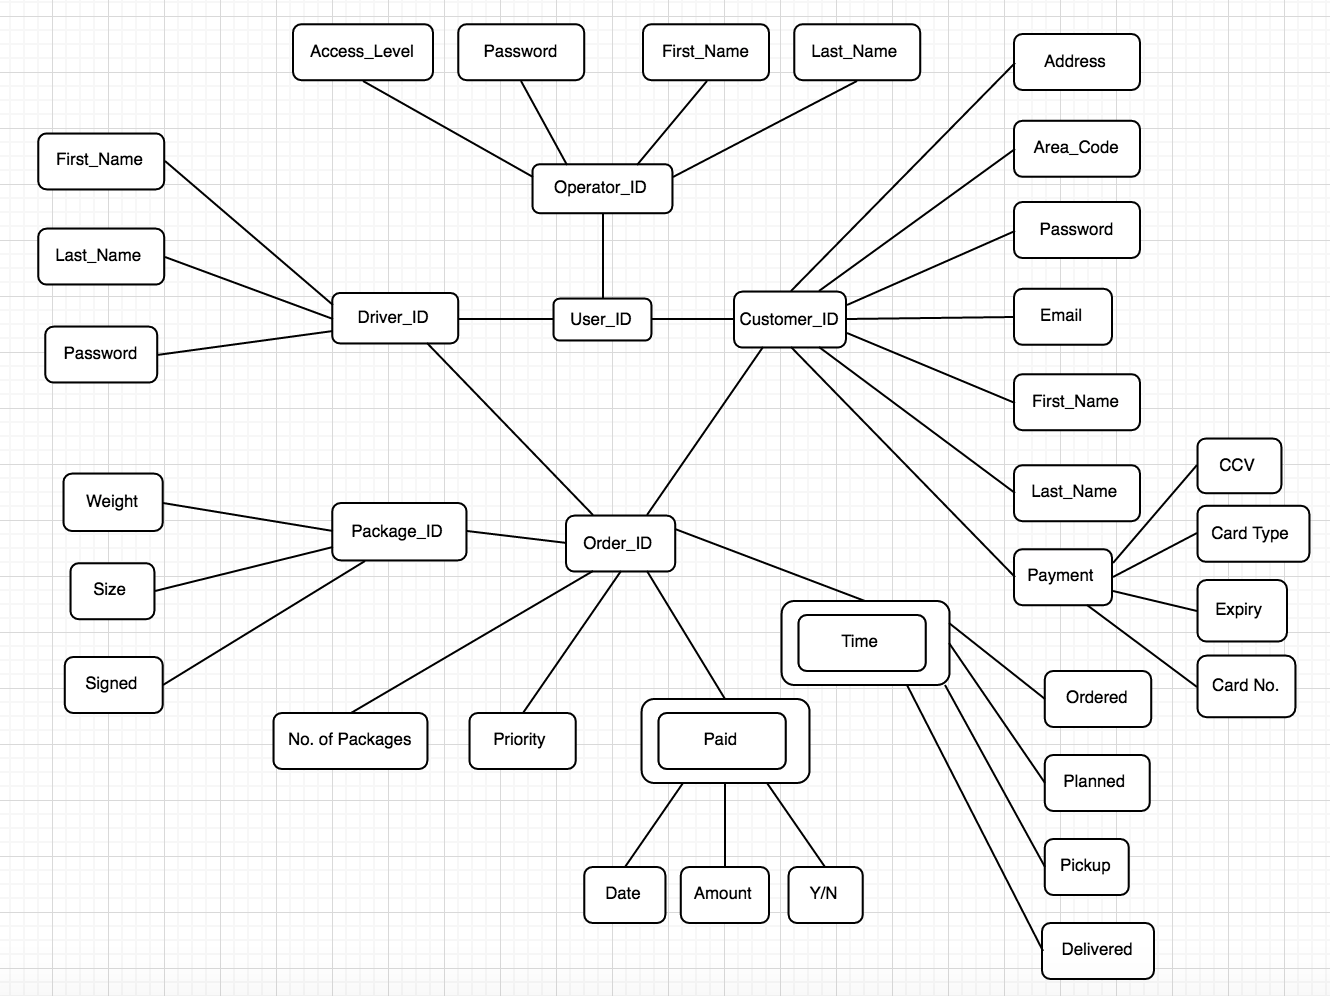 Access_Level
Password
First_Name
Last_Name
Address
Area_Code
First_Name
Operator_ID
Password
Last_Name
Driver_ID
User_ID
Customer_ID
Email
Password
First_Name
CCV
Last_Name
Weight
Package_ID
Order_ID
Card Type
Size
Payment
Expiry
Time
Signed
Card No.
Ordered
No. of Packages
Priority
Paid
Planned
Pickup
Date
Amount
Y/N
Delivered